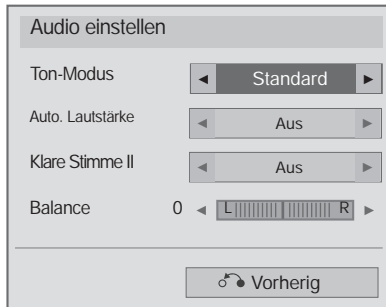 Audio einstellen
Ton-Modus ◄ Standard ►
Auto. Lautstärke ◄ Aus ►
Klare Stimme II ◄ Aus ►
Balance 0 ◄ L R ►
Vorherig